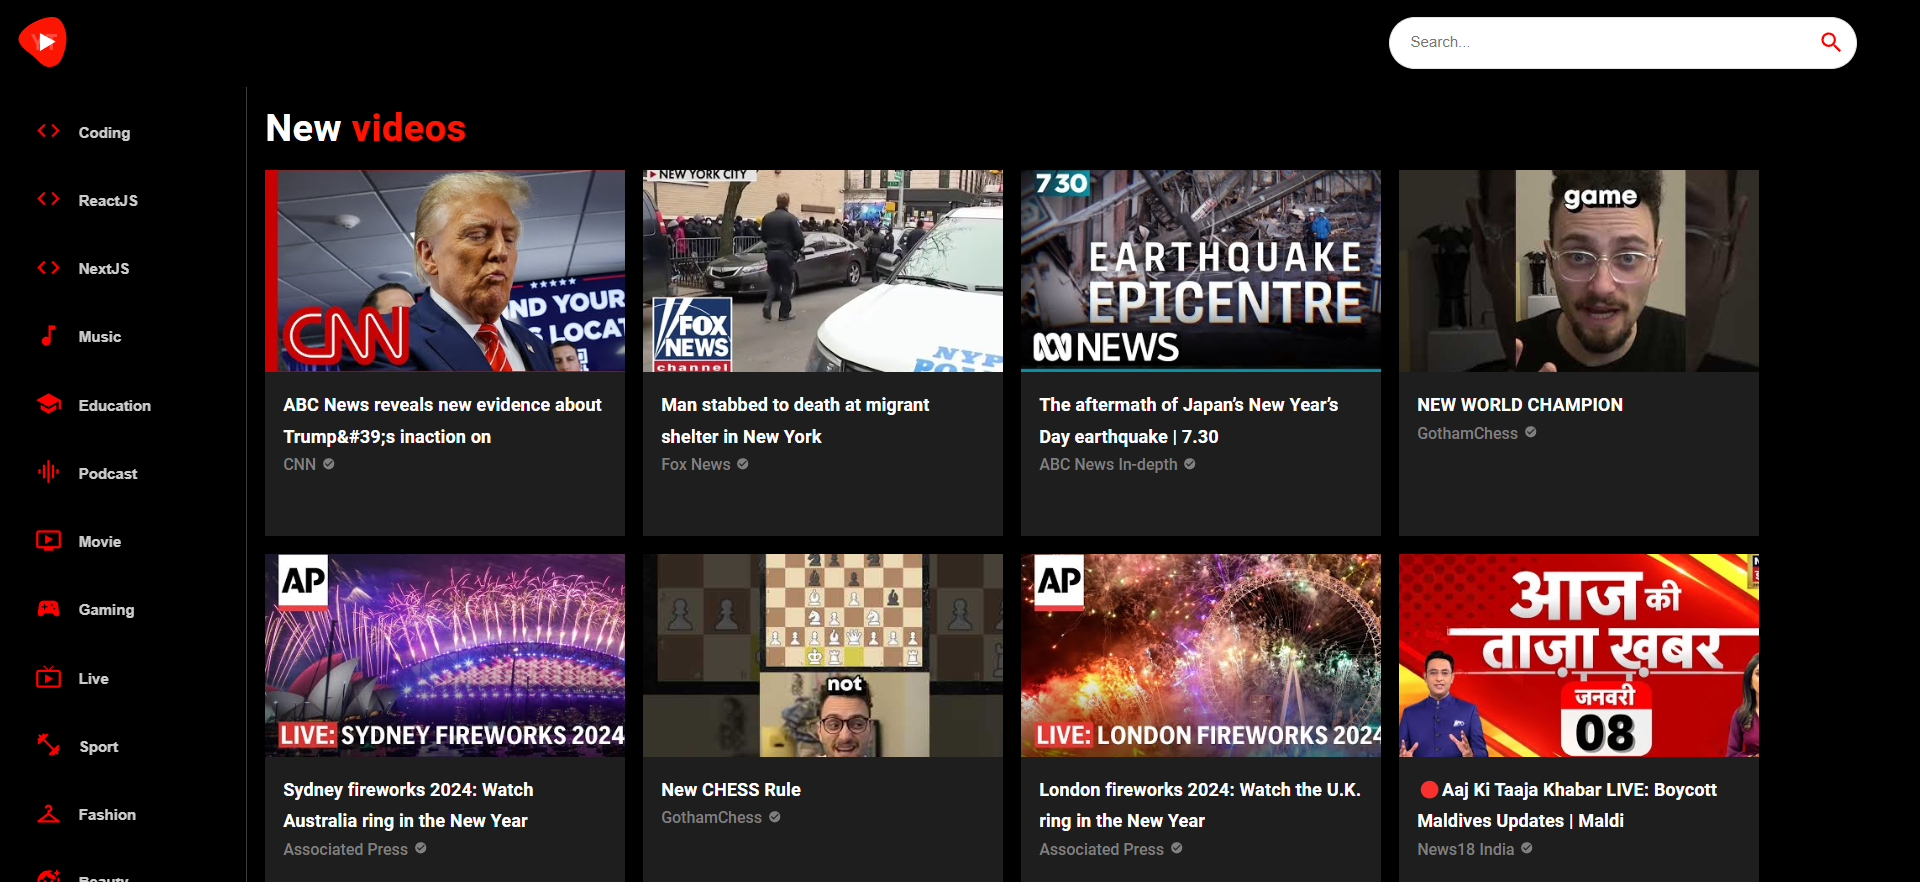 Search...
Coding
ReactJS
NextJS
Music
Education
Podcast
Movie
Gaming
Live
Sport
Fashion
Beauty
New videos
CNN
ND YOUR
S LOCAT
ABC News reveals new evidence about
Trump&#39;s inaction on
CNN
NEW YORK CITY
FOX
NEWS
channel
NYP
Man stabbed to death at migrant
shelter in New York
Fox News
7 30
EARTHQUAKE
EPICENTRE
NEWS
The aftermath of Japan’s New Year’s
Day earthquake | 7.30
ABC News In-depth
game
NEW WORLD CHAMPION
GothamChess
AP
LIVE: SYDNEY FIREWORKS 2024
Sydney fireworks 2024: Watch
Australia ring in the New Year
Associated Press
not
New CHESS Rule
GothamChess
AP
LIVE: LONDON FIREWORKS 2024
London fireworks 2024: Watch the U.K.
ring in the New Year
Associated Press
आज की
ताज़ा ख़बर
जनवरी
08
Aaj Ki Taaja Khabar LIVE: Boycott
Maldives Updates | Maldi
News18 India